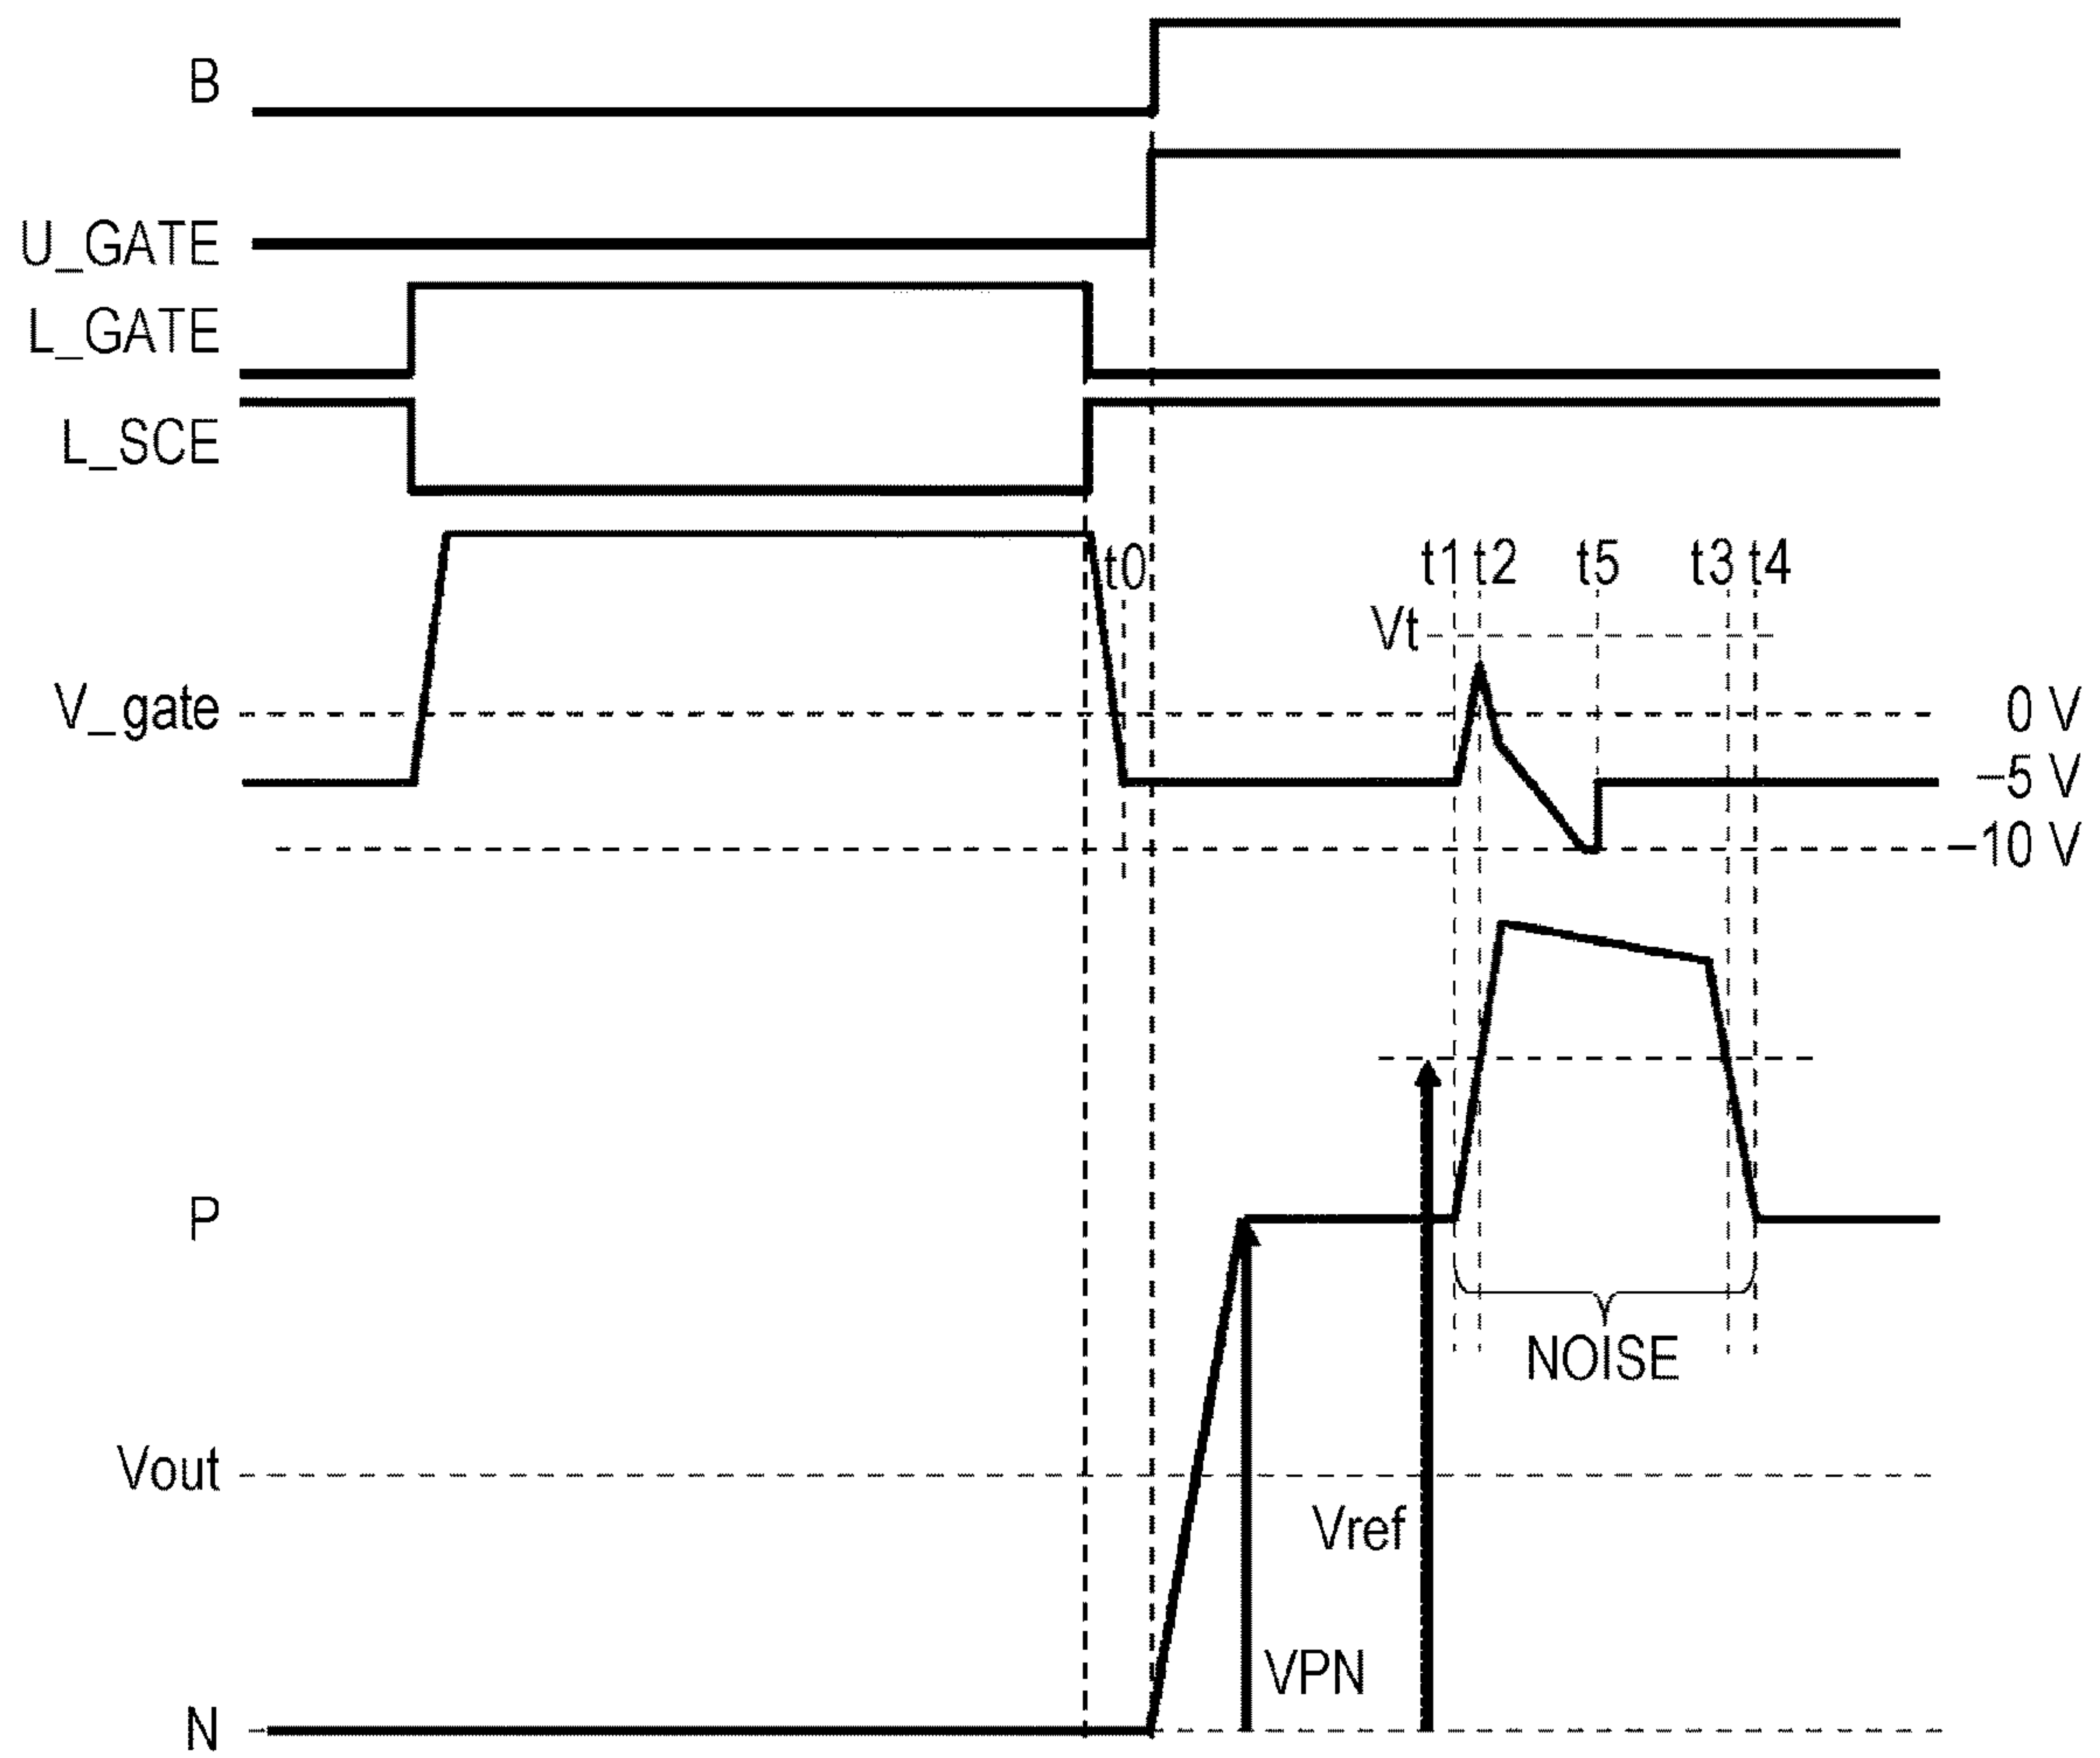 B
U_GATE
L_GATE
L_SCE
t0
t1 t2 t5 t3 t4
Vt
V_gate
0 V
−5 V
−10 V
P
NOISE
Vout
Vref
VPN
N